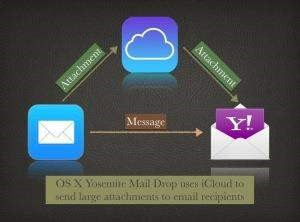 Attachment
Attachment
Message
Y!
OS X Yosemite Mail Drop uses iCloud to
send large attachments to email recipients